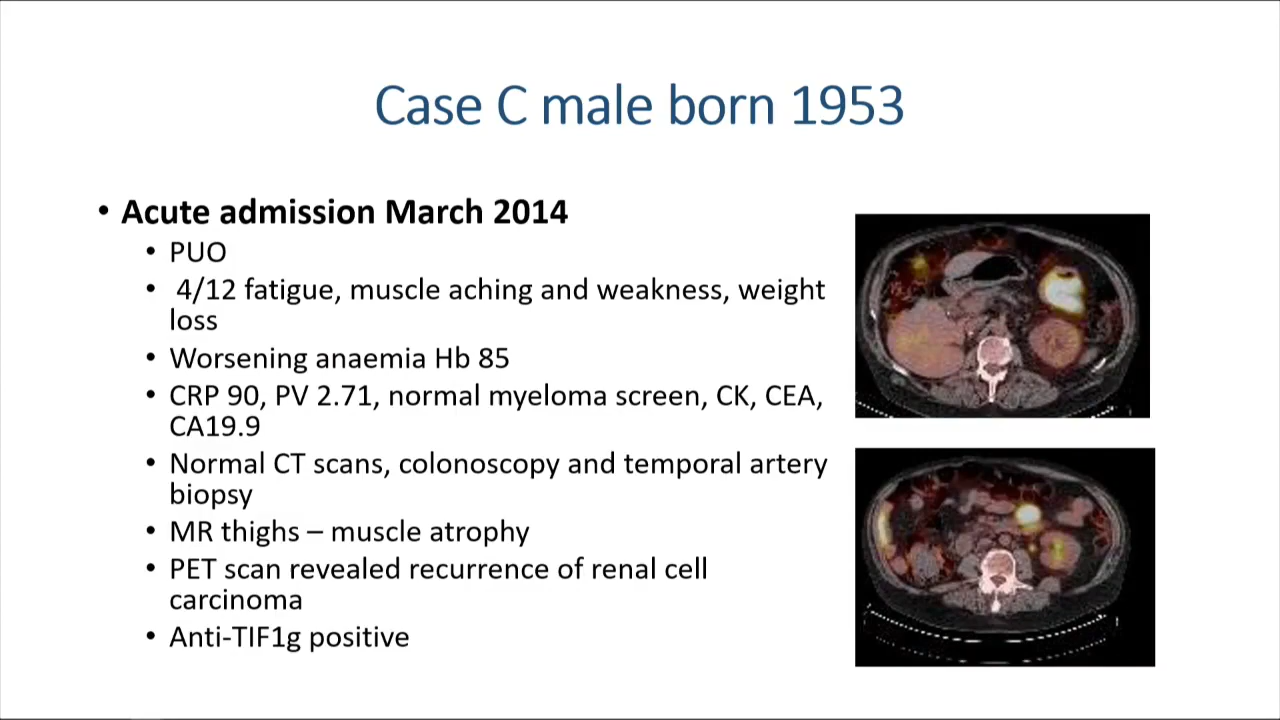 Case C male born 1953
• Acute admission March 2014
• PUO
• 4/12 fatigue, muscle aching and weakness, weight
loss
• Worsening anaemia Hb 85
• CRP 90, PV 2.71, normal myeloma screen, CK, CEA,
CA19.9
• Normal CT scans, colonoscopy and temporal artery
biopsy
• MR thighs – muscle atrophy
• PET scan revealed recurrence of renal cell
carcinoma
• Anti-TIF1g positive